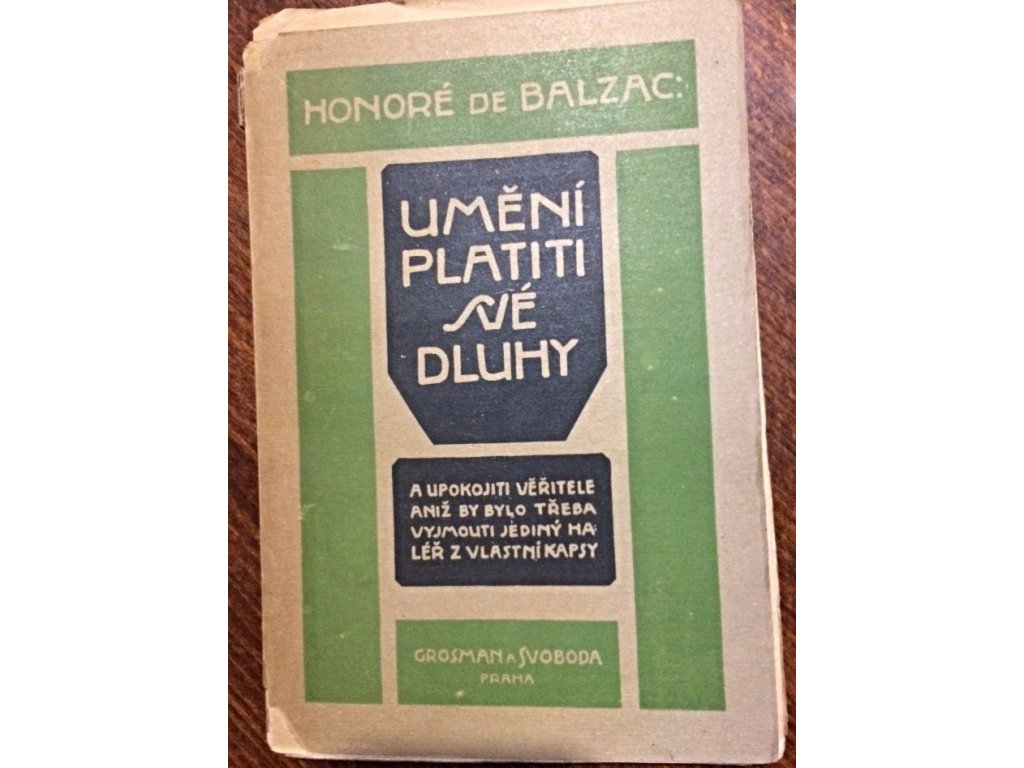 HONORÉ DE BALZAC:
UMĚNÍ
PLATITI
SVÉ
DLUHY
A UPOKOJITI VĚŘITELE
ANIŽ BY BYLO TŘEBA
VYJMOUTI JEDINÝ HA-
LÉŘ Z VLASTNÍ KAPSY
GROSMAN A SVOBODA
PRAHA